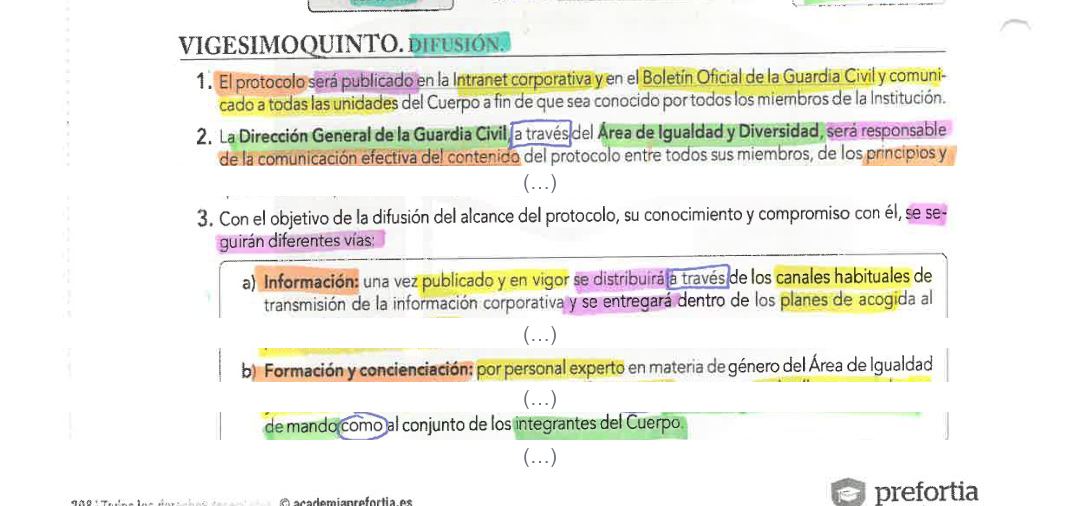 VIGESIMOQUINTO. DIFUSIÓN.
1. El protocolo será publicado en la Intranet corporativa y en el Boletín Oficial de la Guardia Civil y comuni-
cado a todas las unidades del Cuerpo a fin de que sea conocido por todos los miembros de la Institución.
2. La Dirección General de la Guardia Civil, a través del Área de Igualdad y Diversidad, será responsable
de la comunicación efectiva del contenido del protocolo entre todos sus miembros, de los principios y
(...)
3. Con el objetivo de la difusión del alcance del protocolo, su conocimiento y compromiso con él, se se-
guirán diferentes vías:
a) Información: una vez publicado y en vigor se distribuirá a través de los canales habituales de
transmisión de la información corporativa y se entregará dentro de los planes de acogida al
(...)
b) Formación y concienciación: por personal experto en materia de género del Área de Igualdad
(...)
de mando como al conjunto de los integrantes del Cuerpo.
(...)
© academiaprefortia.es
prefortia